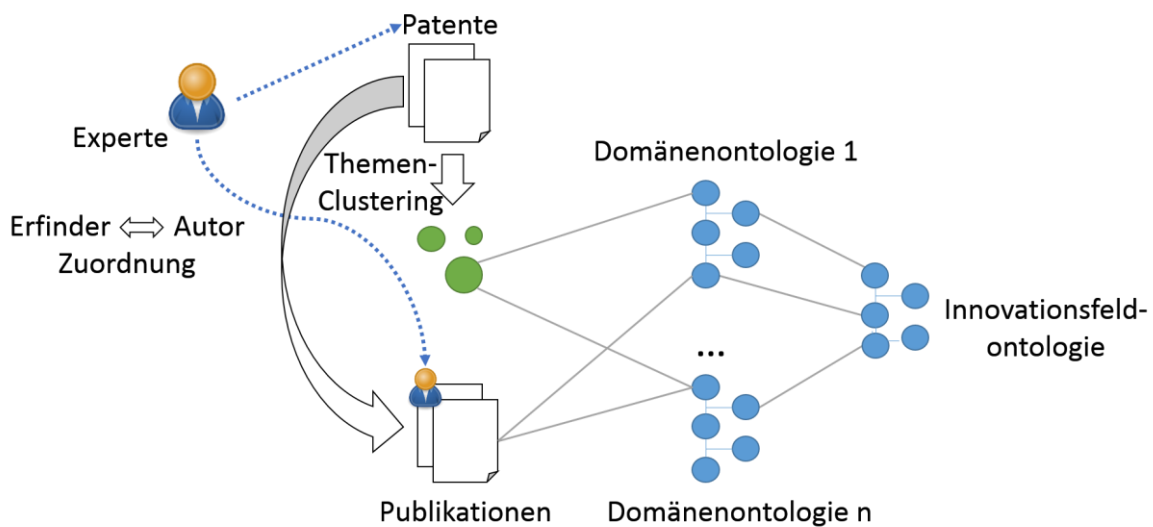 Patente
Experte
Themen-
Clustering
Erfinder ⇔ Autor
Zuordnung
Domänenontologie 1
...
Innovationsfeld-
ontologie
Publikationen
Domänenontologie n